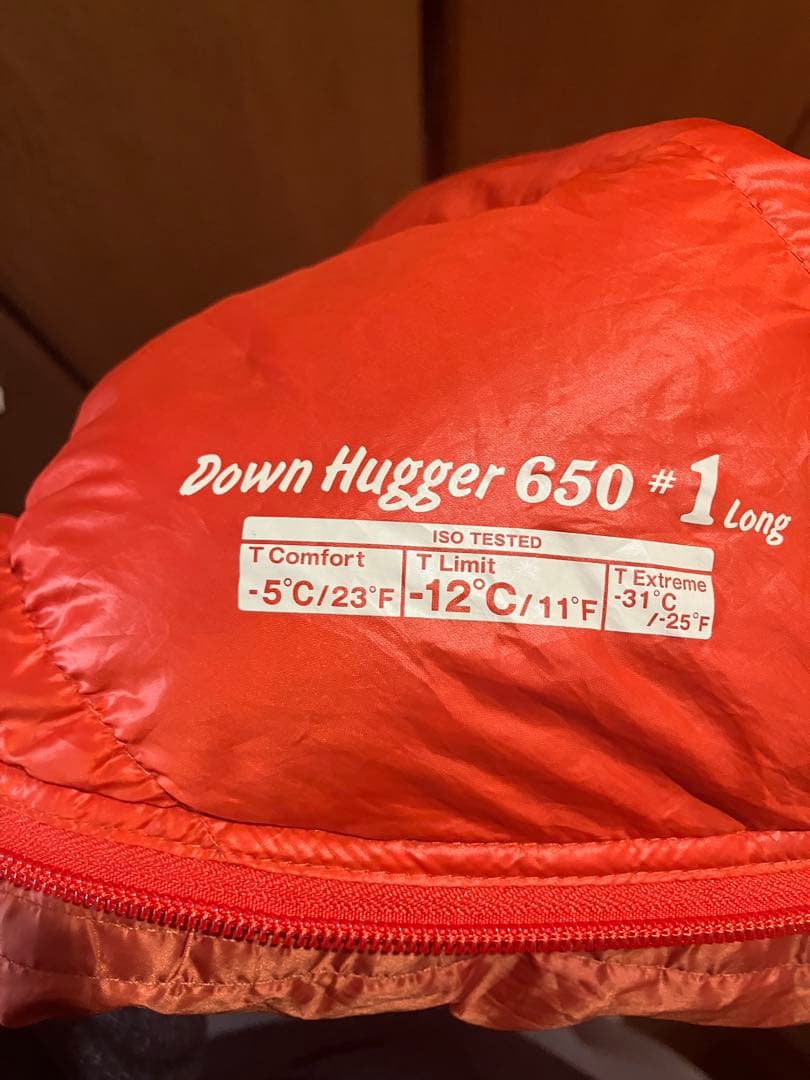 Down Hugger 650 #1 Long
ISO TESTED
T Comfort
-5°C/23°F
T Limit
-12°C/11°F
T Extreme
-31°C
/-25°F